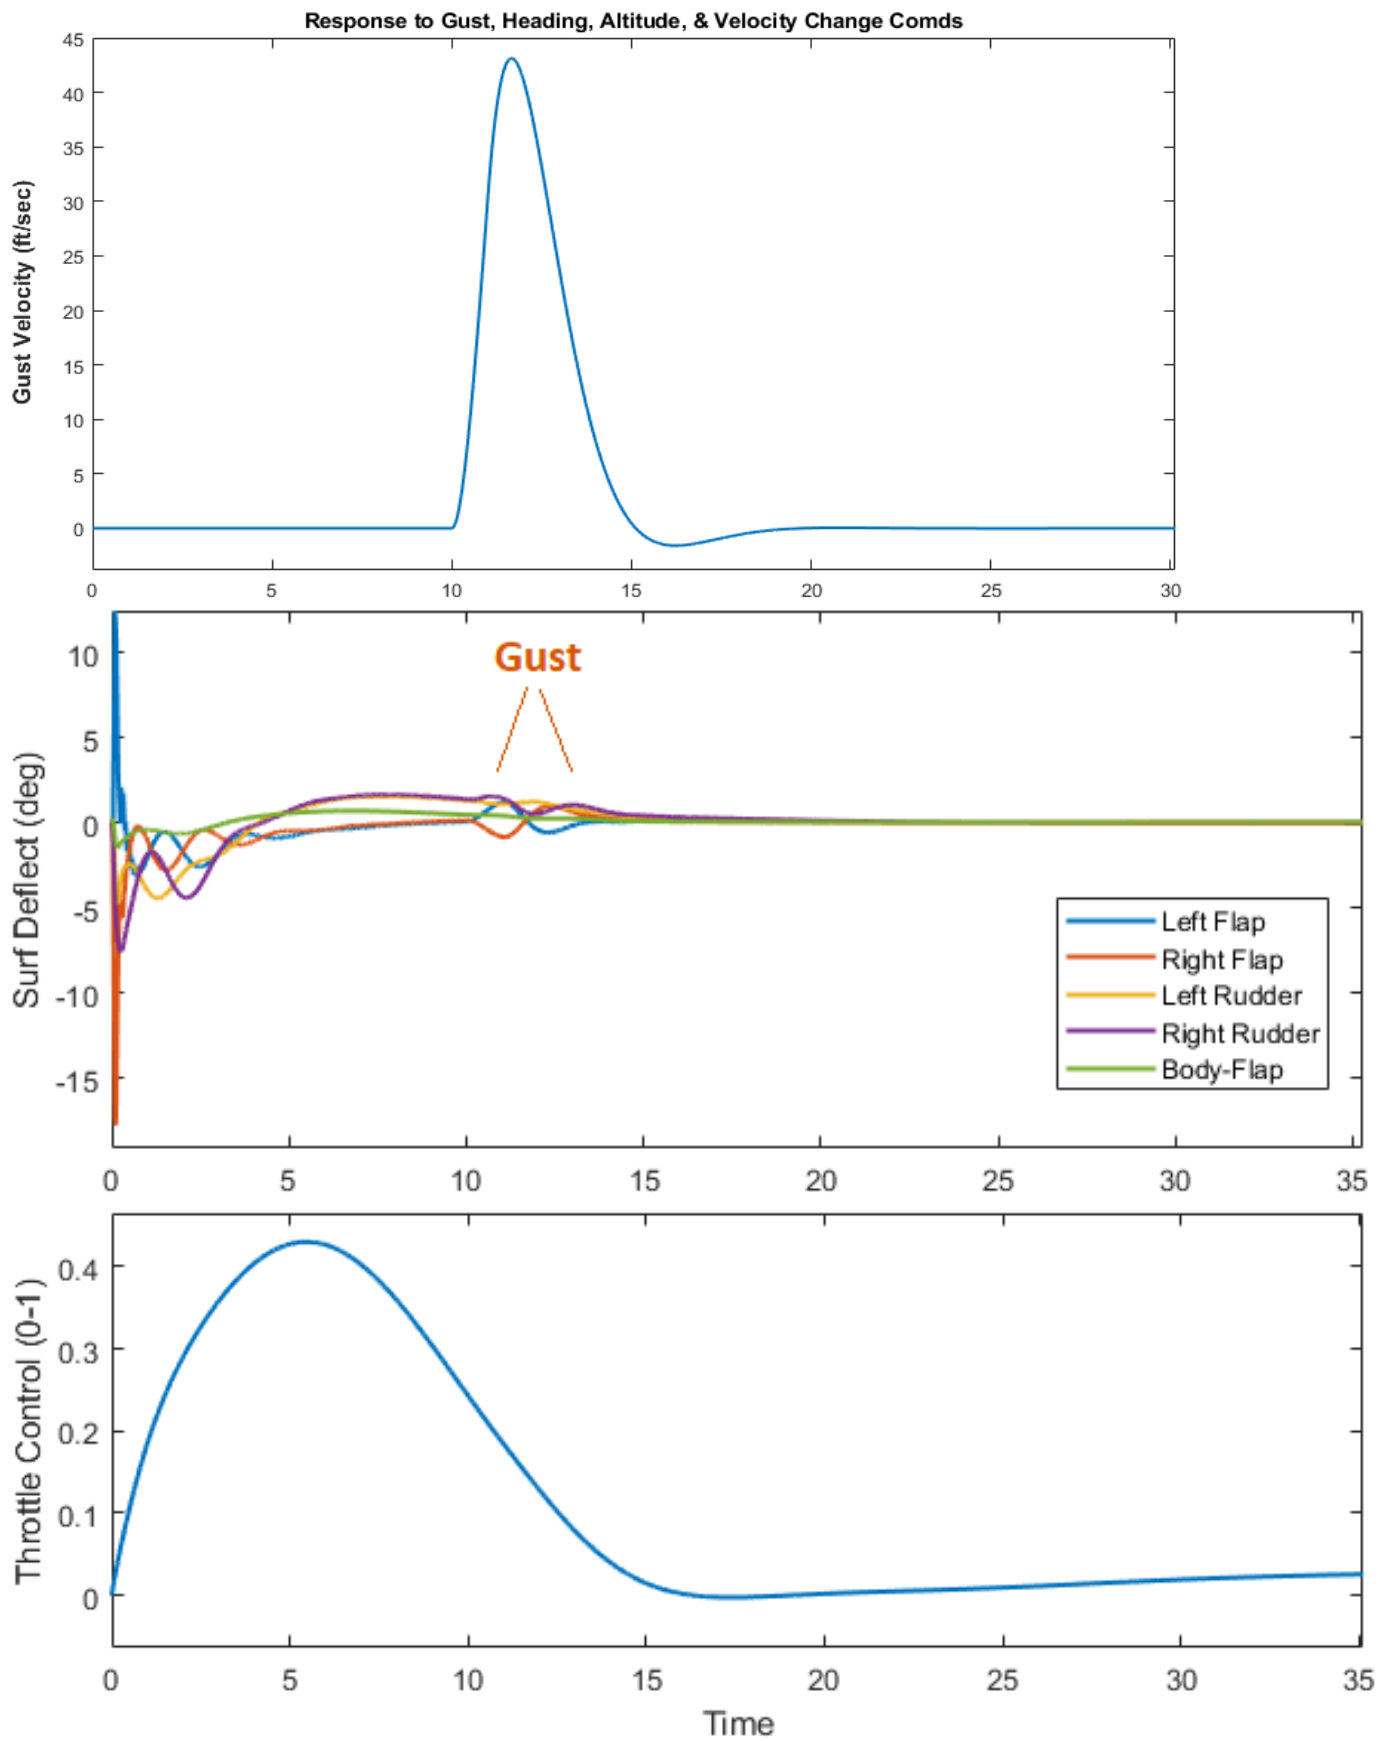 Response to Gust, Heading, Altitude, & Velocity Change Comds
Gust Velocity (ft/sec)
45
40
35
30
25
20
15
10
5
0
0 5 10 15 20 25 30
Surf Deflect (deg)
10
5
0
-5
-10
-15
Gust
Left Flap
Right Flap
Left Rudder
Right Rudder
Body-Flap
0 5 10 15 20 25 30 35
Throttle Control (0-1)
0.4
0.3
0.2
0.1
0
0 5 10 15 20 25 30 35
Time